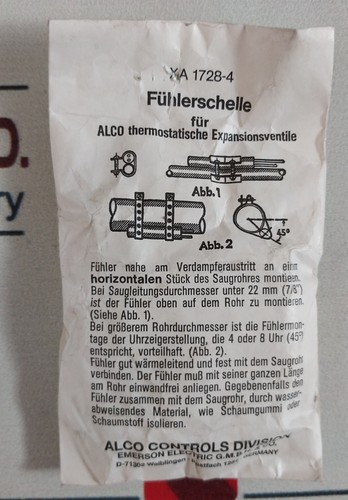 XA 1728-4
Fühlerschelle
für
ALCO thermostatische Expansionsventile
Abb.1
Abb. 2
45°
Fühler nahe am Verdampferaustritt an einem
horizontalen Stück des Saugrohres montieren.
Bei Saugleitungsdurchmesser unter 22 mm (7/8")
ist der Fühler oben auf dem Rohr zu montieren.
(Siehe Abb. 1).
Bei größerem Rohrdurchmesser ist die Fühlermon-
tage der Uhrzeigerstellung, die 4 oder 8 Uhr (45°)
entspricht, vorteilhaft. (Abb. 2).
Fühler gut wärmeleitend und fest mit dem Saugrohr
verbinden. Der Fühler muß mit seiner ganzen Länge
am Rohr einwandfrei anliegen. Gegebenenfalls den
Fühler zusammen mit dem Saugrohr, durch wasser-
abweisendes Material, wie Schaumgummi oder
Schaumstoff isolieren.
ALCO CONTROLS DIVISION
EMERSON ELECTRIC G.M.B.H. GERMANY
Waiblingen Postfach